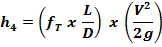 h₄ = (f_T x L/D) x (V²/2g)